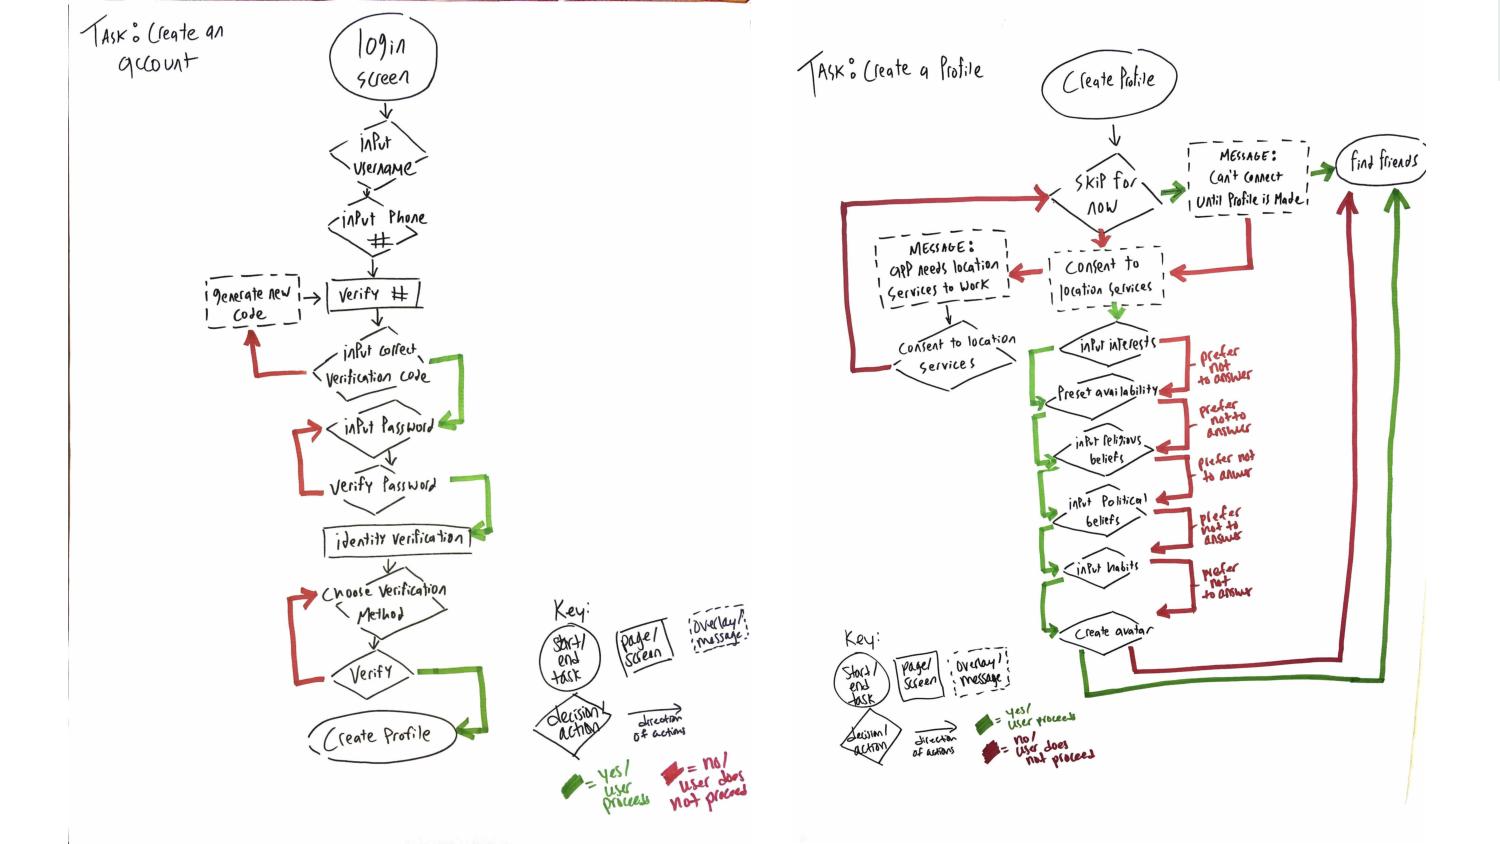 Task: Create an
account
login
screen
input
username
input Phone
#
generate new
code
Verify #
input correct
verification code
input Password
Verify Password
identity verification
Choose verification
Method
Verify
Create Profile
Key:
start/
end
task
page/
screen
overlay/
message
decision/
action
direction
of actions
= yes/
user
proceeds
= no/
user does
not proceed
Task: Create a Profile
Create Profile
Skip for
now
MESSAGE:
Can't connect
Until Profile is Made
find friends
MESSAGE:
app needs location
Services to work
Consent to
location services
Consent to location
services
input interests
prefer
not
to answer
Preset availability
prefer
not to
answer
input religious
beliefs
prefer not
to answer
input Political
beliefs
prefer
not to
answer
input habits
prefer
not
to answer
Create avatar
Key:
Start/
end
task
page/
screen
overlay/
message
decision/
action
direction
of actions
= yes/
user proceeds
= no/
user does
not proceed